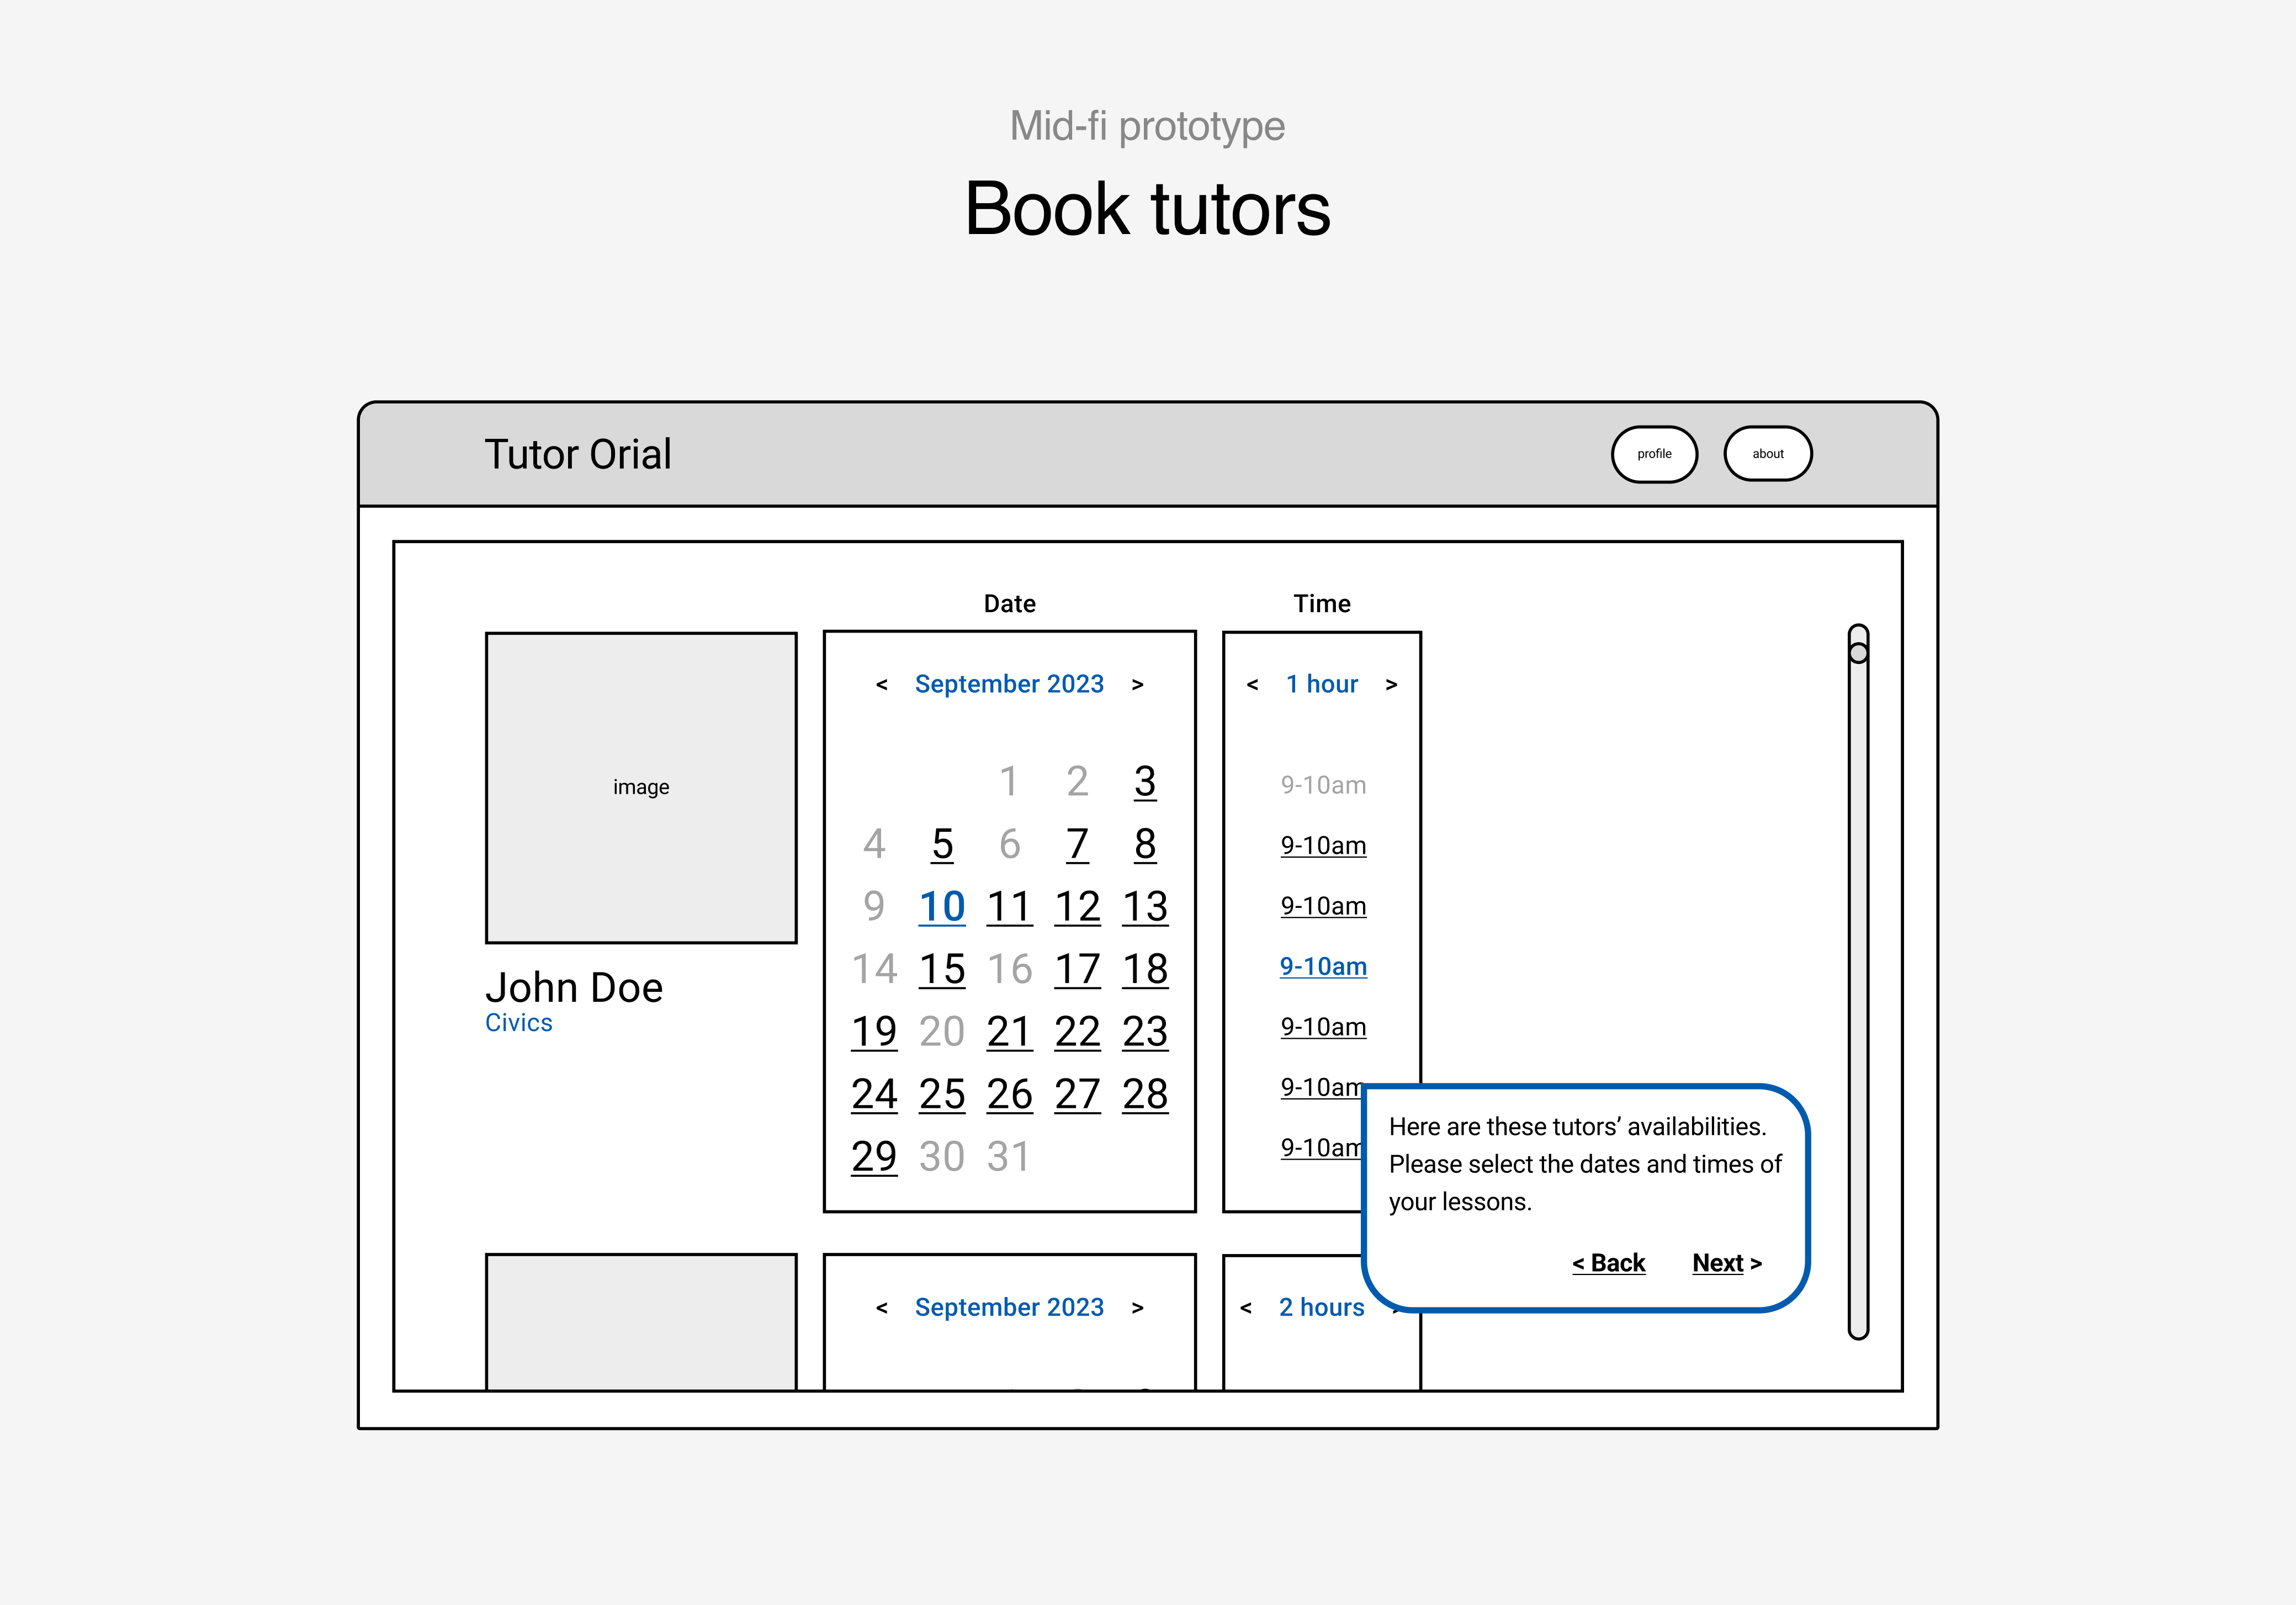 Mid-fi prototype
Book tutors
Tutor Orial
profile
about
Date
Time
image
John Doe
Civics
< September 2023 >
1 2 3
4 5 6 7 8
9 10 11 12 13
14 15 16 17 18
19 20 21 22 23
24 25 26 27 28
29 30 31
< 1 hour >
9-10am
9-10am
9-10am
9-10am
9-10am
9-10am
9-10am
Here are these tutors’ availabilities.
Please select the dates and times of
your lessons.
< Back Next >
< September 2023 >
< 2 hours >